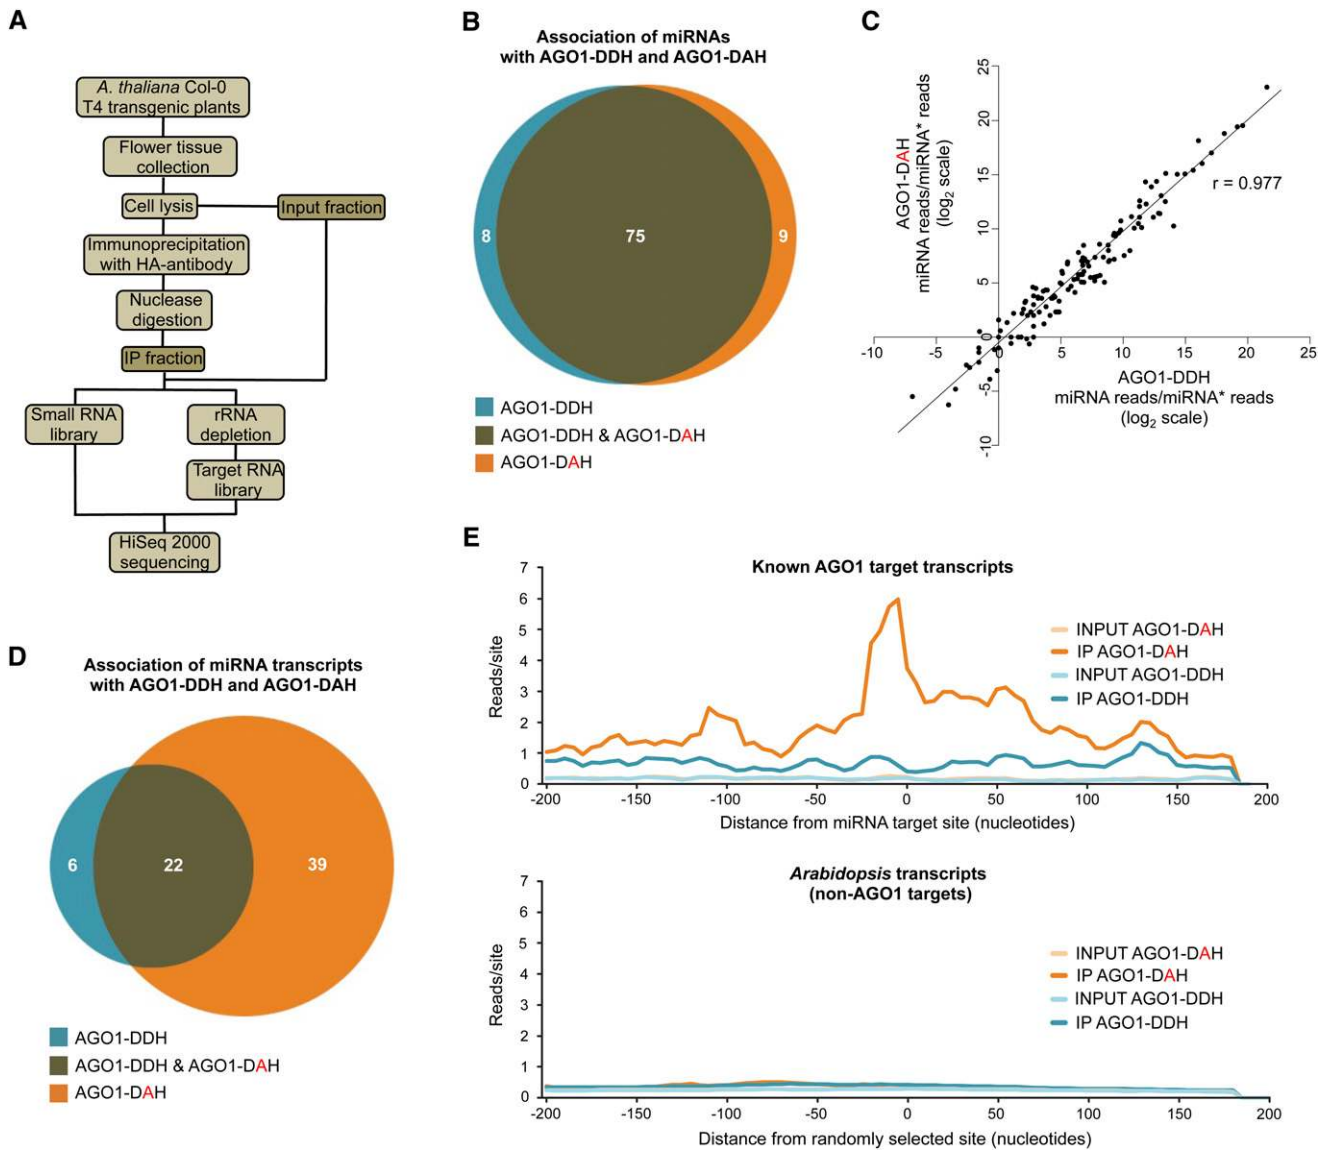 A
A. thaliana Col-0
T4 transgenic plants
Flower tissue
collection
Cell lysis
Input fraction
Immunoprecipitation
with HA-antibody
Nuclease
digestion
IP fraction
Small RNA
library
rRNA
depletion
Target RNA
library
HiSeq 2000
sequencing
B
Association of miRNAs
with AGO1-DDH and AGO1-DAH
8
75
9
AGO1-DDH
AGO1-DDH & AGO1-DAH
AGO1-DAH
C
AGO1-DAH
miRNA reads/miRNA* reads
(log2 scale)
25
20
15
10
5
0
-5
-10
r = 0.977
-10
-5
0
5
10
15
20
25
AGO1-DDH
miRNA reads/miRNA* reads
(log2 scale)
D
Association of miRNA transcripts
with AGO1-DDH and AGO1-DAH
6
22
39
AGO1-DDH
AGO1-DDH & AGO1-DAH
AGO1-DAH
E
Known AGO1 target transcripts
Reads/site
7
6
5
4
3
2
1
0
INPUT AGO1-DAH
IP AGO1-DAH
INPUT AGO1-DDH
IP AGO1-DDH
-200 -150 -100 -50 0 50 100 150 200
Distance from miRNA target site (nucleotides)
Arabidopsis transcripts
(non-AGO1 targets)
Reads/site
7
6
5
4
3
2
1
0
INPUT AGO1-DAH
IP AGO1-DAH
INPUT AGO1-DDH
IP AGO1-DDH
-200 -150 -100 -50 0 50 100 150 200
Distance from randomly selected site (nucleotides)